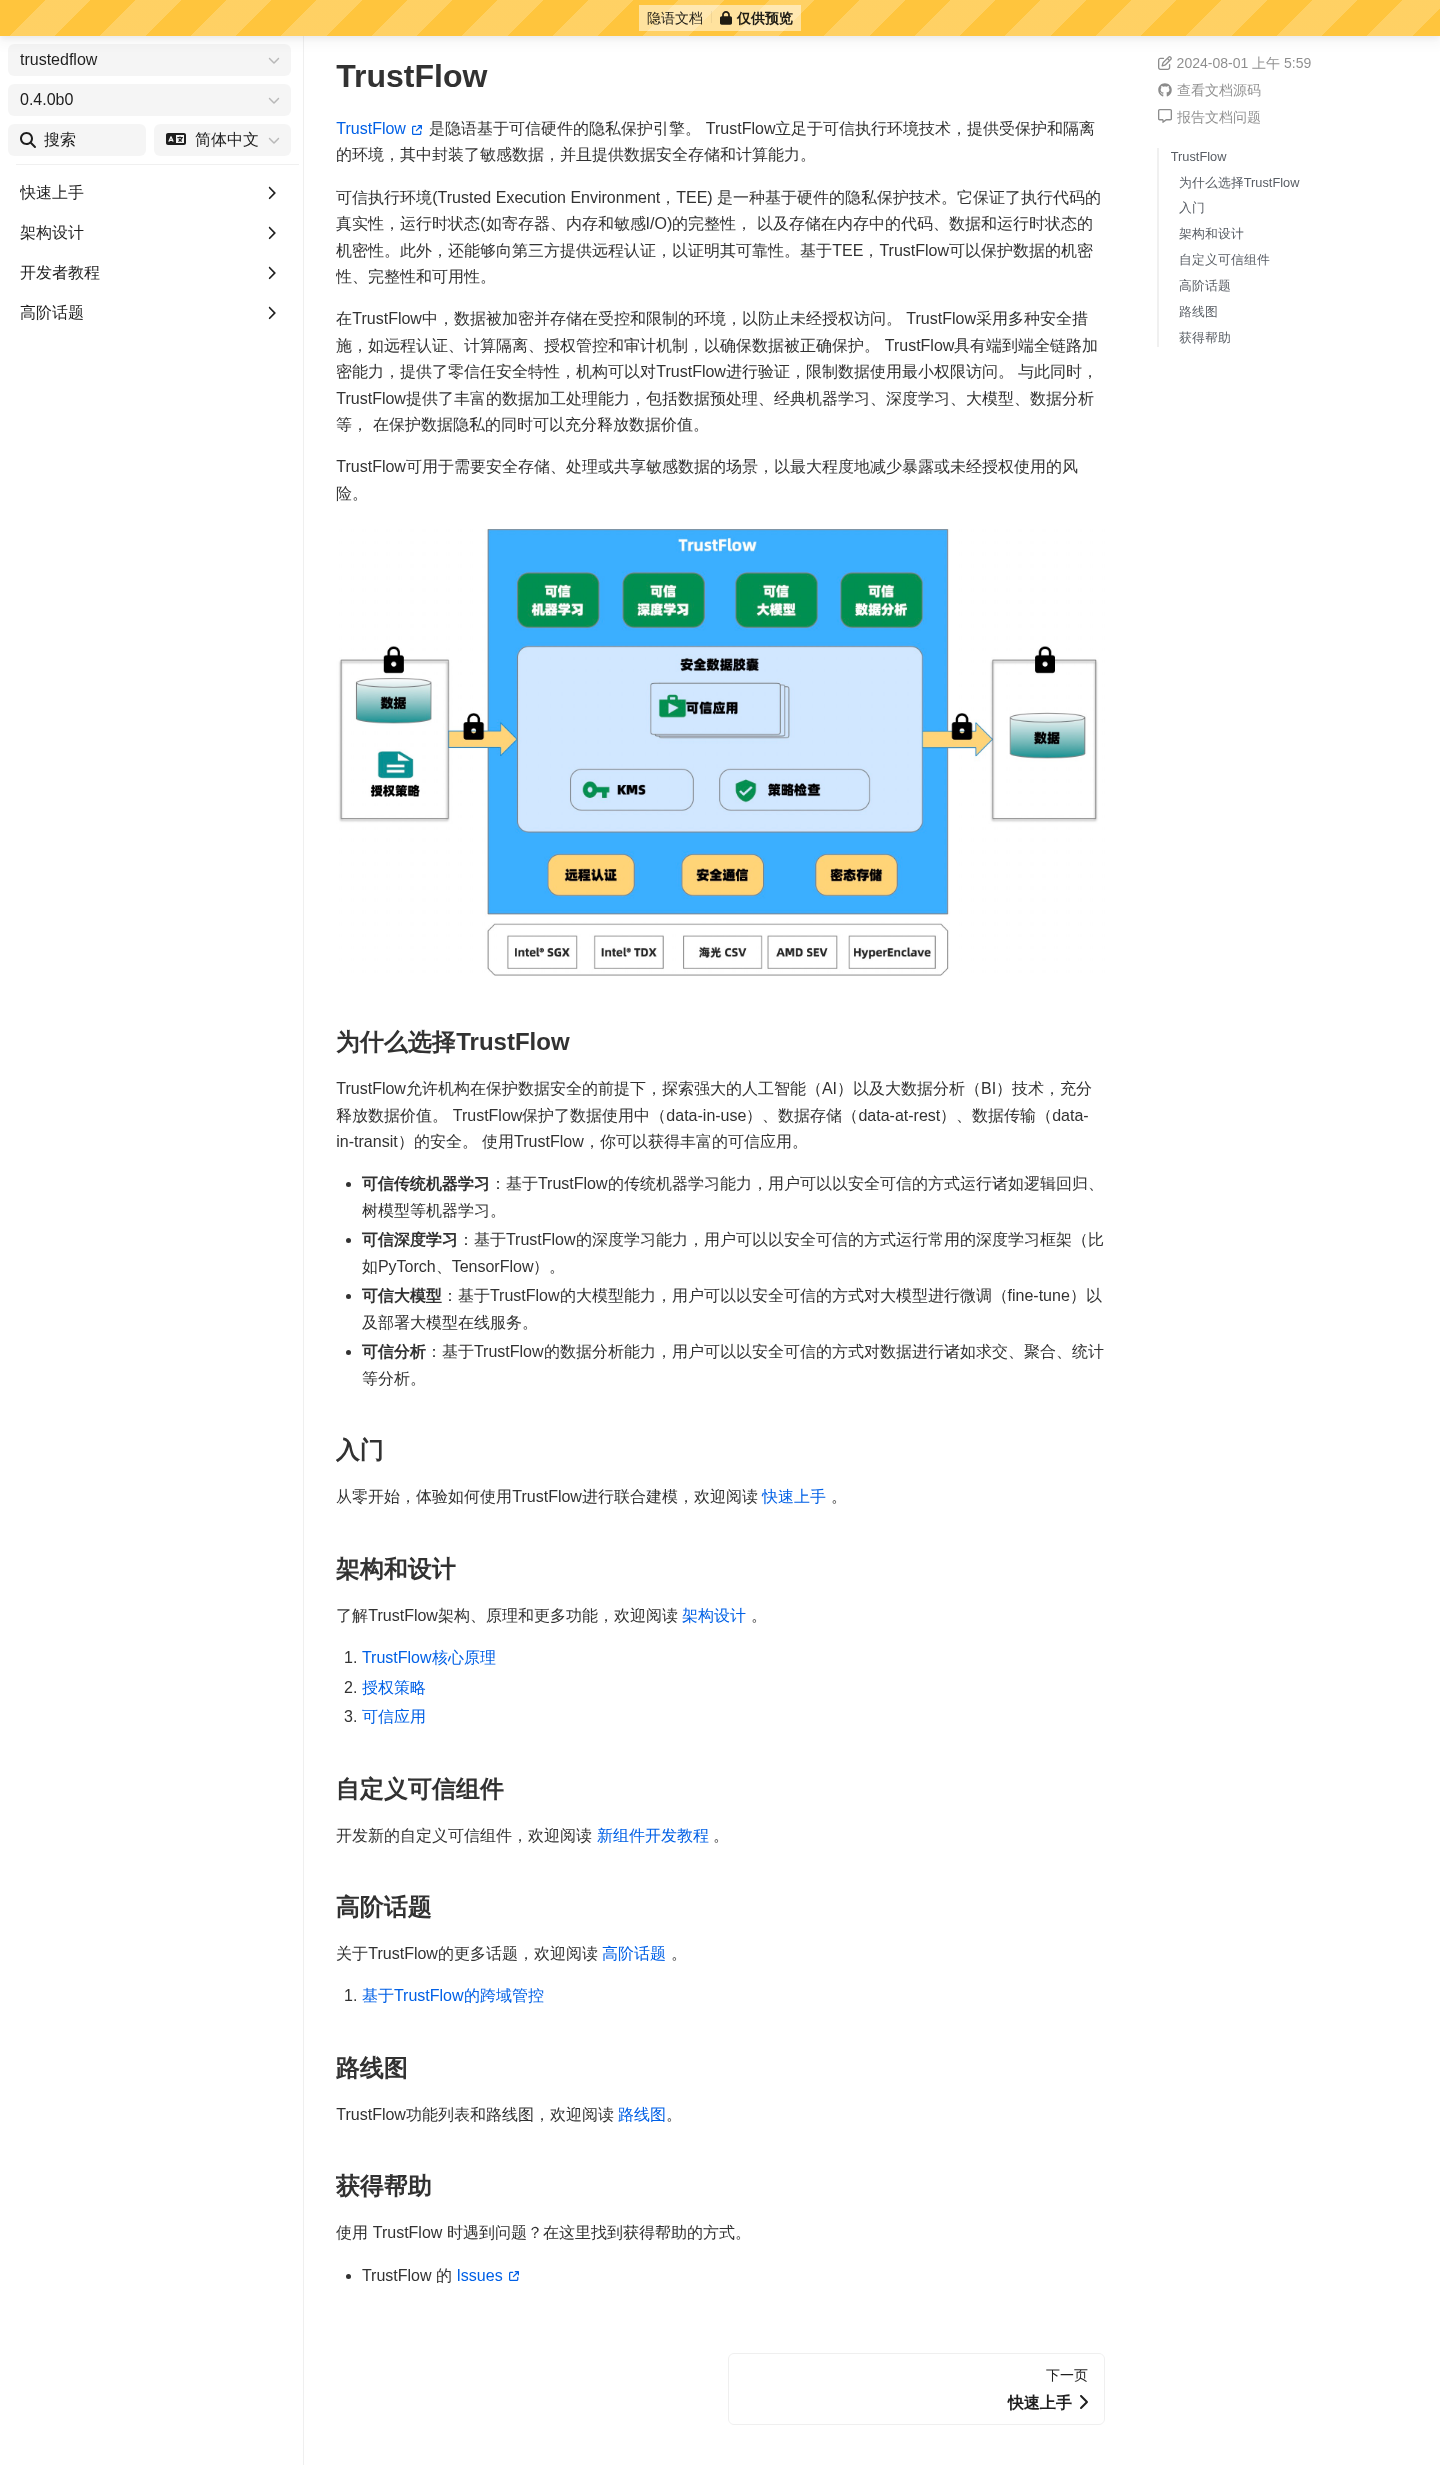 隐语文档 仅供预览
trustedflow
0.4.0b0
搜索 简体中文
快速上手
架构设计
开发者教程
高阶话题
TrustFlow
TrustFlow 是隐语基于可信硬件的隐私保护引擎。 TrustFlow立足于可信执行环境技术，提供受保护和隔离
的环境，其中封装了敏感数据，并且提供数据安全存储和计算能力。
可信执行环境(Trusted Execution Environment，TEE) 是一种基于硬件的隐私保护技术。它保证了执行代码的
真实性，运行时状态(如寄存器、内存和敏感I/O)的完整性， 以及存储在内存中的代码、数据和运行时状态的
机密性。此外，还能够向第三方提供远程认证，以证明其可靠性。基于TEE，TrustFlow可以保护数据的机密
性、完整性和可用性。
在TrustFlow中，数据被加密并存储在受控和限制的环境，以防止未经授权访问。 TrustFlow采用多种安全措
施，如远程认证、计算隔离、授权管控和审计机制，以确保数据被正确保护。 TrustFlow具有端到端全链路加
密能力，提供了零信任安全特性，机构可以对TrustFlow进行验证，限制数据使用最小权限访问。 与此同时，
TrustFlow提供了丰富的数据加工处理能力，包括数据预处理、经典机器学习、深度学习、大模型、数据分析
等， 在保护数据隐私的同时可以充分释放数据价值。
TrustFlow可用于需要安全存储、处理或共享敏感数据的场景，以最大程度地减少暴露或未经授权使用的风
险。
TrustFlow
可信
机器学习
可信
深度学习
可信
大模型
可信
数据分析
安全数据胶囊
可信应用
KMS
策略检查
数据
授权策略
数据
远程认证
安全通信
密态存储
Intel® SGX
Intel® TDX
海光 CSV
AMD SEV
HyperEnclave
为什么选择TrustFlow
TrustFlow允许机构在保护数据安全的前提下，探索强大的人工智能（AI）以及大数据分析（BI）技术，充分
释放数据价值。 TrustFlow保护了数据使用中（data-in-use）、数据存储（data-at-rest）、数据传输（data-
in-transit）的安全。 使用TrustFlow，你可以获得丰富的可信应用。
• 可信传统机器学习：基于TrustFlow的传统机器学习能力，用户可以以安全可信的方式运行诸如逻辑回归、
树模型等机器学习。
• 可信深度学习：基于TrustFlow的深度学习能力，用户可以以安全可信的方式运行常用的深度学习框架（比
如PyTorch、TensorFlow）。
• 可信大模型：基于TrustFlow的大模型能力，用户可以以安全可信的方式对大模型进行微调（fine-tune）以
及部署大模型在线服务。
• 可信分析：基于TrustFlow的数据分析能力，用户可以以安全可信的方式对数据进行诸如求交、聚合、统计
等分析。
入门
从零开始，体验如何使用TrustFlow进行联合建模，欢迎阅读 快速上手 。
架构和设计
了解TrustFlow架构、原理和更多功能，欢迎阅读 架构设计 。
1. TrustFlow核心原理
2. 授权策略
3. 可信应用
自定义可信组件
开发新的自定义可信组件，欢迎阅读 新组件开发教程 。
高阶话题
关于TrustFlow的更多话题，欢迎阅读 高阶话题 。
1. 基于TrustFlow的跨域管控
路线图
TrustFlow功能列表和路线图，欢迎阅读 路线图。
获得帮助
使用 TrustFlow 时遇到问题？在这里找到获得帮助的方式。
• TrustFlow 的 Issues
下一页
快速上手
2024-08-01 上午 5:59
查看文档源码
报告文档问题
TrustFlow
为什么选择TrustFlow
入门
架构和设计
自定义可信组件
高阶话题
路线图
获得帮助